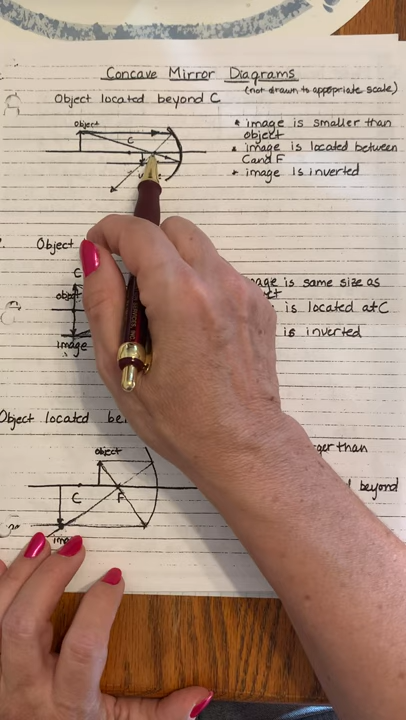 Concave Mirror Diagrams
(not drawn to appropriate scale)
Object located beyond C
object
C
* image is smaller than
object
* image is located between
C and F
* image is inverted
Object
C
object
image
image is same size as
is located at C
is inverted
Object located
than
beyond
object
C
F